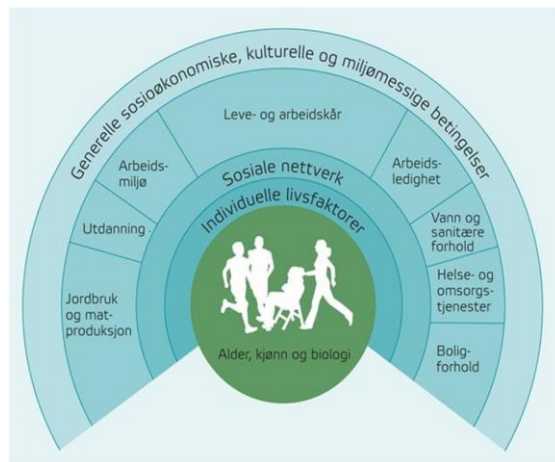 Generelle sosioøkonomiske, kulturelle og miljømessige betingelser
Leve- og arbeidskår
Arbeids-
miljø
Utdanning
Jordbruk
og mat-
produksjon
Arbeids-
ledighet
Vann og
sanitære
forhold
Helse- og
omsorgs-
tjenester
Bolig-
forhold
Sosiale nettverk
Individuelle livsfaktorer
Alder, kjønn og biologi